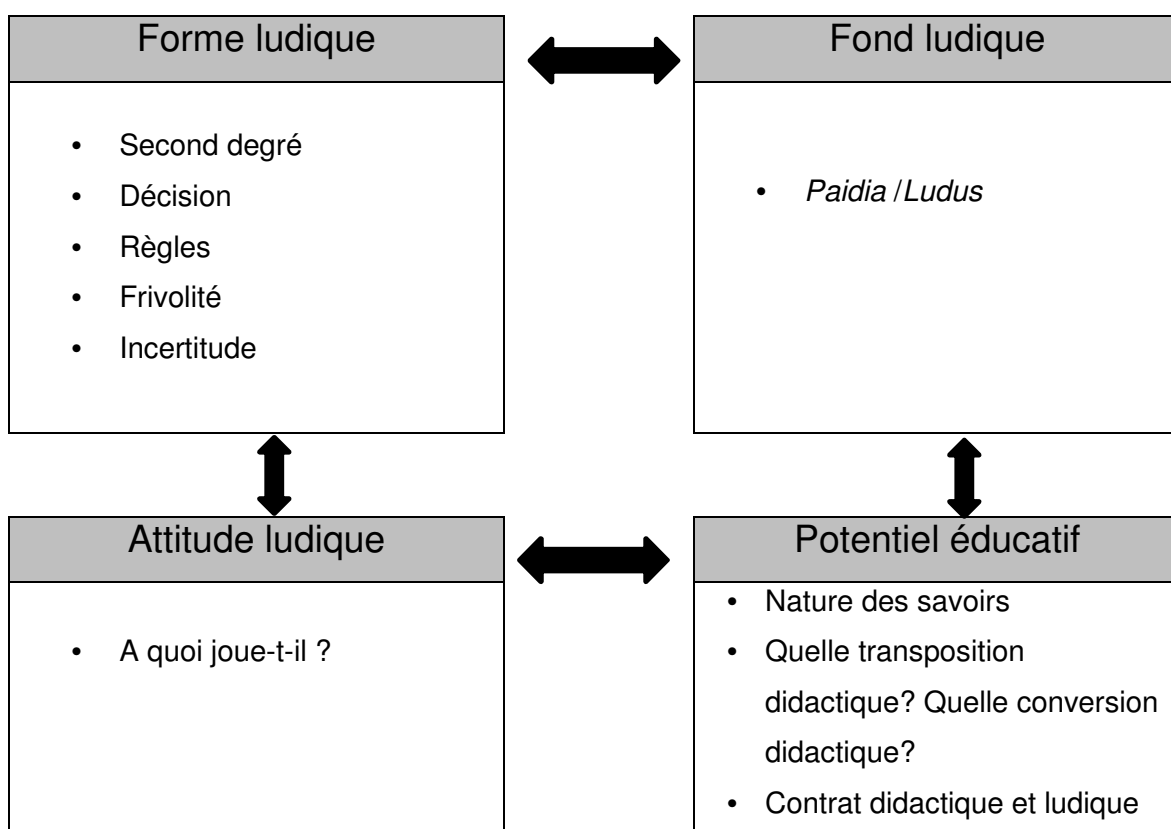 Forme ludique
• Second degré
• Décision
• Règles
• Frivolité
• Incertitude
Fond ludique
• Paidia /Ludus
Attitude ludique
• A quoi joue-t-il ?
Potentiel éducatif
• Nature des savoirs
• Quelle transposition
didactique? Quelle conversion
didactique?
• Contrat didactique et ludique